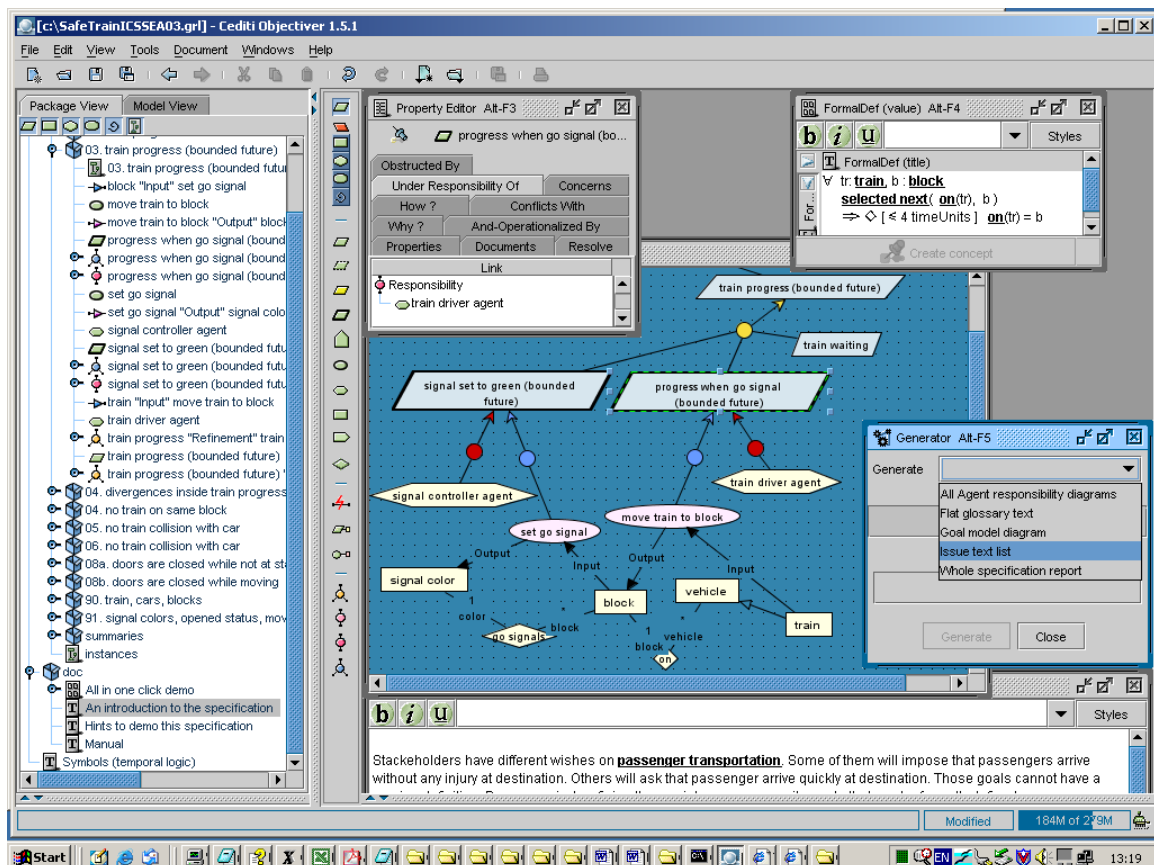 [c:\SafeTrainICSSEA03.grl] - Cediti Objectiver 1.5.1
File Edit View Tools Document Windows Help
Package View Model View
03. train progress (bounded future)
03. train progress (bounded futu
block "Input" set go signal
move train to block
move train to block "Output" block
progress when go signal (bound
progress when go signal (bound
progress when go signal (bound
set go signal
set go signal "Output" signal colo
signal controller agent
signal set to green (bounded futu
signal set to green (bounded futu
signal set to green (bounded futu
train "Input" move train to block
train driver agent
train progress "Refinement" train
train progress (bounded future)
train progress (bounded future) "
04. divergences inside train progress
04. no train on same block
05. no train collision with car
06. no train collision with car
08a. doors are closed while not at sta
08b. doors are closed while moving
90. train, cars, blocks
91. signal colors, opened status, mov
summaries
instances
doc
All in one click demo
An introduction to the specification
Hints to demo this specification
Manual
Symbols (temporal logic)
Property Editor Alt-F3
progress when go signal (bo...
Obstructed By
Under Responsibility Of Concerns
How ? Conflicts With
Why ? And-Operationalized By
Properties Documents Resolve
Link
Responsibility
train driver agent
FormalDef (value) Alt-F4
b i u Styles
T FormalDef (title)
For...
∀ tr: train, b : block
selected next( on(tr), b )
⇒ ◇ [ ≤ 4 timeUnits ] on(tr) = b
Create concept
train progress (bounded future)
train waiting
signal set to green (bounded
future)
progress when go signal
(bounded future)
signal controller agent
train driver agent
set go signal
move train to block
Output
Input
Output
Input
signal color
block
vehicle
train
1
color
go signals
*
block
1
block
*
vehicle
on
Generator Alt-F5
Generate
All Agent responsibility diagrams
Flat glossary text
Goal model diagram
Issue text list
Whole specification report
Generate Close
b i u Styles
Stackeholders have different wishes on passenger transportation. Some of them will impose that passengers arrive
without any injury at destination. Others will ask that passenger arrive quickly at destination. Those goals cannot have a
Modified 184M of 279M
Start
EN
13:19